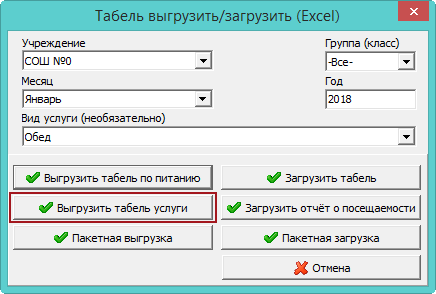 Табель выгрузить/загрузить (Excel)
Учреждение
Группа (класс)
СОШ №0
-Все-
Месяц
Год
Январь
2018
Вид услуги (необязательно)
Обед
Выгрузить табель по питанию
Загрузить табель
Выгрузить табель услуги
Загрузить отчёт о посещаемости
Пакетная выгрузка
Пакетная загрузка
Отмена